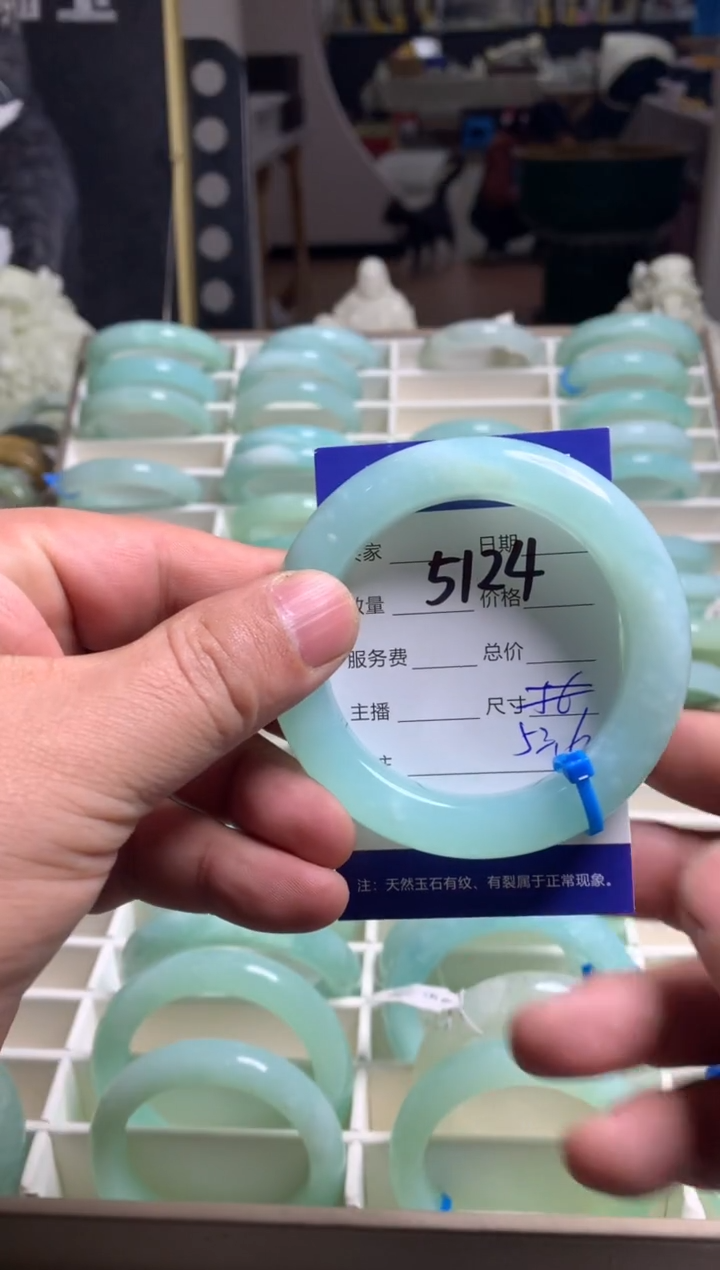 家 日期
5124
数量 价格
服务费 总价
主播 尺寸 56
53.6
主
注：天然玉石有纹、有裂属于正常现象。